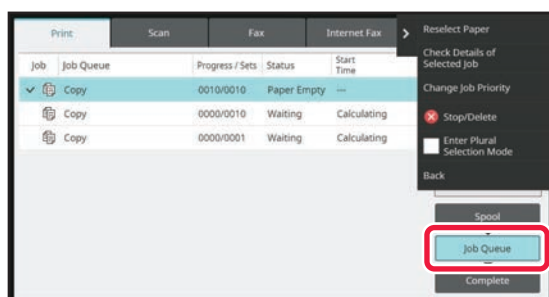 Print Scan Fax Internet Fax
Job Job Queue Progress / Sets Status Start Time
Copy 0010/0010 Paper Empty ---
Copy 0000/0010 Waiting Calculating
Copy 0000/0001 Waiting Calculating
Reselect Paper
Check Details of
Selected Job
Change Job Priority
Stop/Delete
Enter Plural
Selection Mode
Back
Spool
Job Queue
Complete